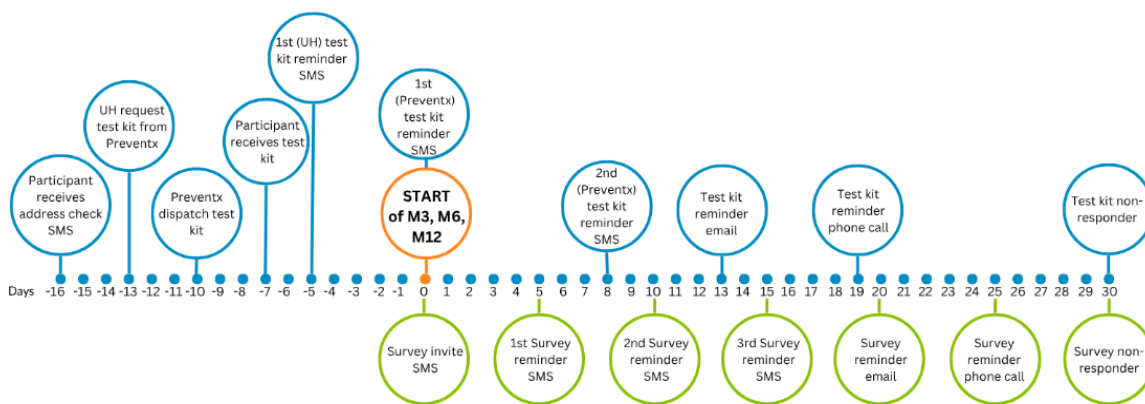 1st (UH) test
kit reminder
SMS
UH request
test kit from
Preventx
Participant
receives test
kit
1st
(Preventx)
test kit
reminder
SMS
Participant
receives
address check
SMS
Preventx
dispatch test
kit
START
of M3, M6,
M12
2nd
(Preventx)
test kit
reminder
SMS
Test kit
reminder
email
Test kit
reminder
phone call
Test kit non-
responder
Days -16 -15 -14 -13 -12 -11 -10 -9 -8 -7 -6 -5 -4 -3 -2 -1 0 1 2 3 4 5 6 7 8 9 10 11 12 13 14 15 16 17 18 19 20 21 22 23 24 25 26 27 28 29 30
Survey invite
SMS
1st Survey
reminder
SMS
2nd Survey
reminder
SMS
3rd Survey
reminder
SMS
Survey
reminder
email
Survey
reminder
phone call
Survey non-
responder